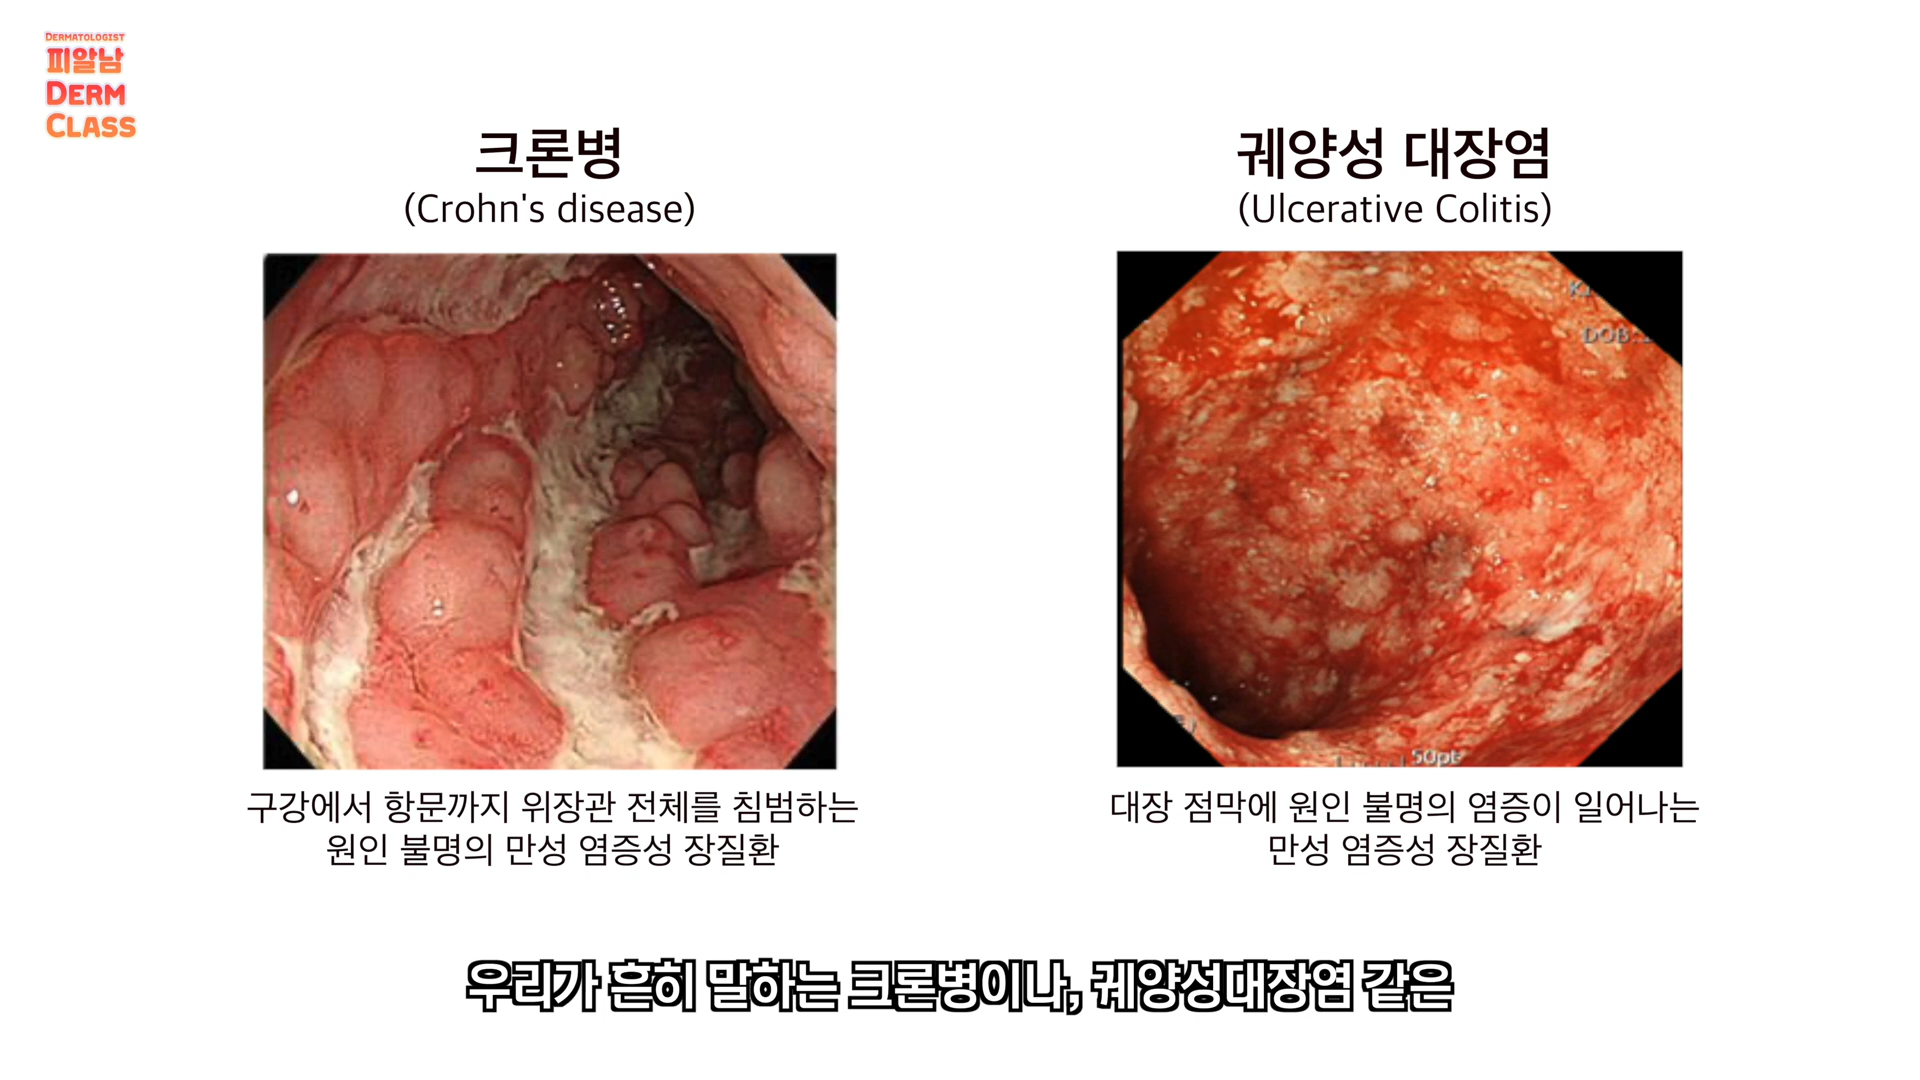 DERMATOLOGIST
피알남
DERM
CLASS
크론병
(Crohn's disease)
궤양성 대장염
(Ulcerative Colitis)
DOB:
50pt
구강에서 항문까지 위장관 전체를 침범하는
원인 불명의 만성 염증성 장질환
대장 점막에 원인 불명의 염증이 일어나는
만성 염증성 장질환
우리가 흔히 말하는 크론병이나, 궤양성대장염 같은